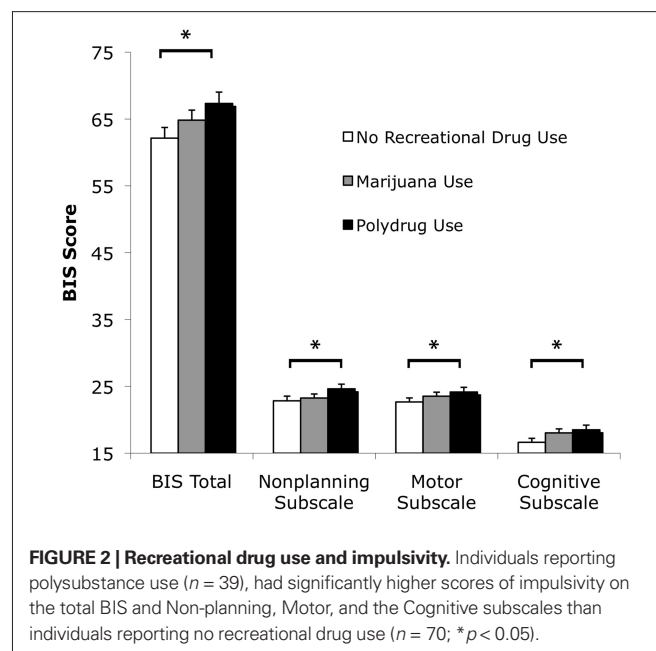 *
75
65
55
45
35
25
15
BIS Score
No Recreational Drug Use
Marijuana Use
Polydrug Use
*
*
*
BIS Total
Nonplanning
Subscale
Motor
Subscale
Cognitive
Subscale
FIGURE 2 | Recreational drug use and impulsivity. Individuals reporting
polysubstance use (n = 39), had significantly higher scores of impulsivity on
the total BIS and Non-planning, Motor, and the Cognitive subscales than
individuals reporting no recreational drug use (n = 70; *p < 0.05).